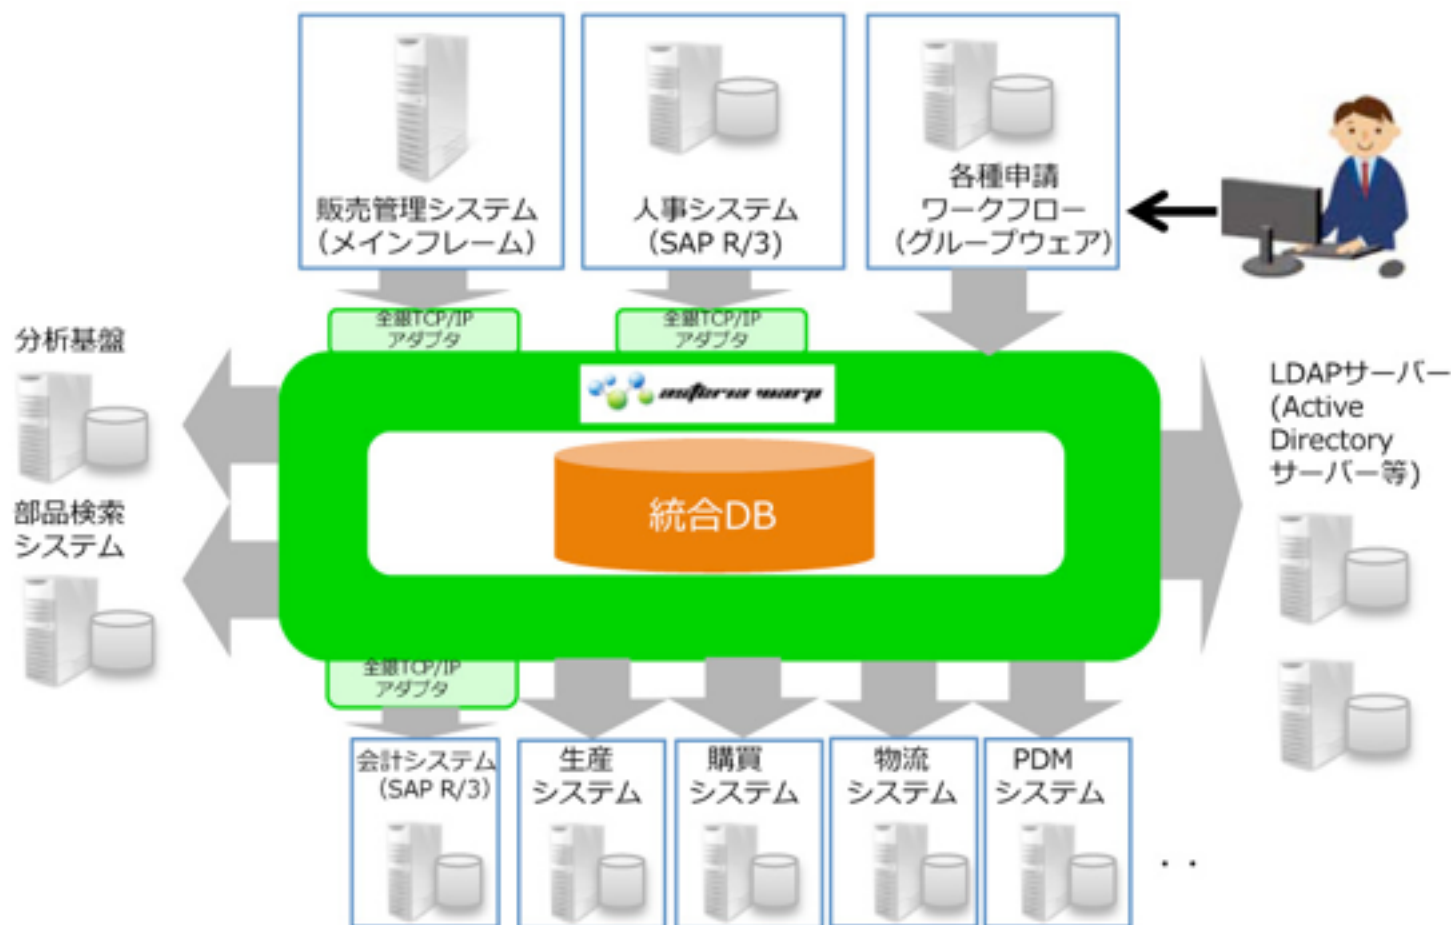 販売管理システム
（メインフレーム）
人事システム
（SAP R/3）
各種申請
ワークフロー
（グループウェア）
全銀TCP/IP
アダプタ
全銀TCP/IP
アダプタ
分析基盤
部品検索
システム
asteria warp
統合DB
LDAPサーバー
(Active
Directory
サーバー等)
全銀TCP/IP
アダプタ
会計システム
（SAP R/3）
生産
システム
購買
システム
物流
システム
PDM
システム
・・